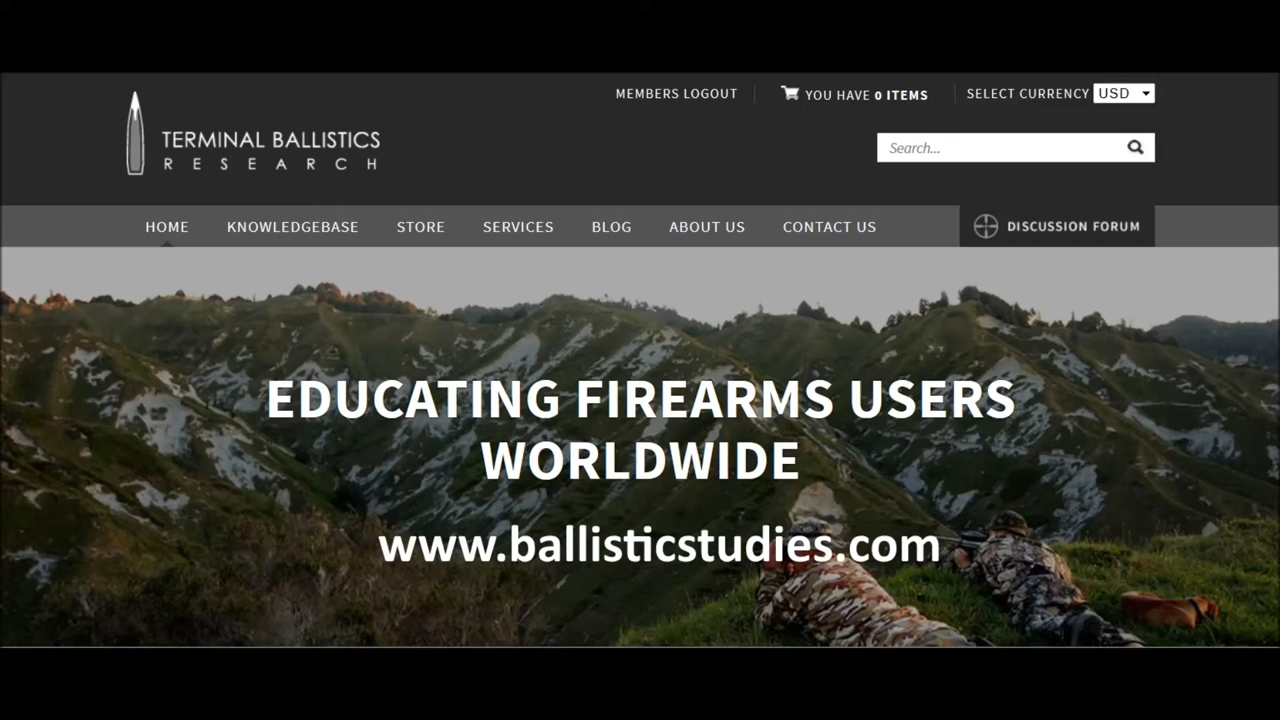 MEMBERS LOGOUT
YOU HAVE 0 ITEMS
SELECT CURRENCY USD
TERMINAL BALLISTICS
RESEARCH
Search...
HOME KNOWLEDGEBASE STORE SERVICES BLOG ABOUT US CONTACT US DISCUSSION FORUM
EDUCATING FIREARMS USERS
WORLDWIDE
www.ballisticstudies.com